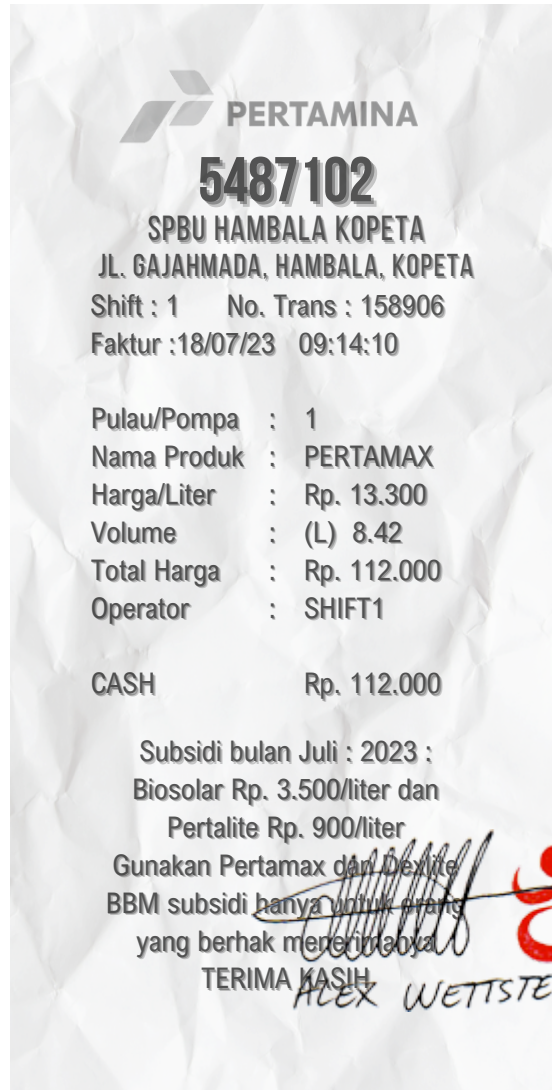 PERTAMINA
5487102
SPBU HAMBALA KOPETA
JL. GAJAHMADA, HAMBALA, KOPETA
Shift : 1 No. Trans : 158906
Faktur :18/07/23 09:14:10
Pulau/Pompa : 1
Nama Produk : PERTAMAX
Harga/Liter : Rp. 13.300
Volume : (L) 8.42
Total Harga : Rp. 112.000
Operator : SHIFT1
CASH Rp. 112.000
Subsidi bulan Juli : 2023 :
Biosolar Rp. 3.500/liter dan
Pertalite Rp. 900/liter
Gunakan Pertamax dan Dexlite
BBM subsidi hanya untuk orang
yang berhak menerimanya
TERIMA KASIH
ALEX WETTSTE